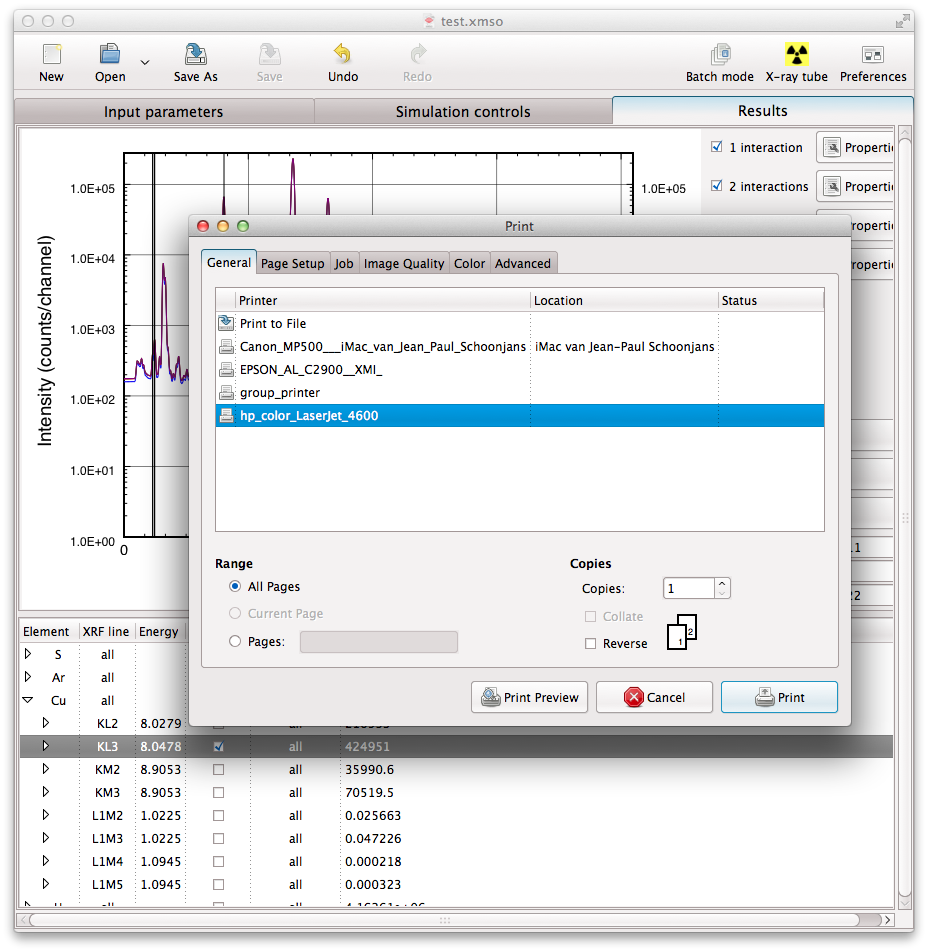 test.xmso
New Open Save As Save Undo Redo Batch mode X-ray tube Preferences
Input parameters Simulation controls Results
1 interaction Properti
1.0E+05 1.0E+05 2 interactions Properti
Print roperti
General Page Setup Job Image Quality Color Advanced
1.0E+04 roperti
Intensity (counts/channel)
Printer Location Status
Print to File
1.0E+03
Canon_MP500___iMac_van_Jean_Paul_Schoonjans iMac van Jean-Paul Schoonjans
EPSON_AL_C2900__XMI_
1.0E+02 group_printer
hp_color_LaserJet_4600
1.0E+01
1.0E+00
0 11
Range Copies
All Pages Copies: 1
22
Current Page Collate
Pages: Reverse 1 2
Element XRF line Energy
S all
Ar all
Cu all
Print Preview Cancel Print
KL2 8.0279 all
KL3 8.0478 all 424951
KM2 8.9053 all 35990.6
KM3 8.9053 all 70519.5
L1M2 1.0225 all 0.025663
L1M3 1.0225 all 0.047226
L1M4 1.0945 all 0.000218
L1M5 1.0945 all 0.000323